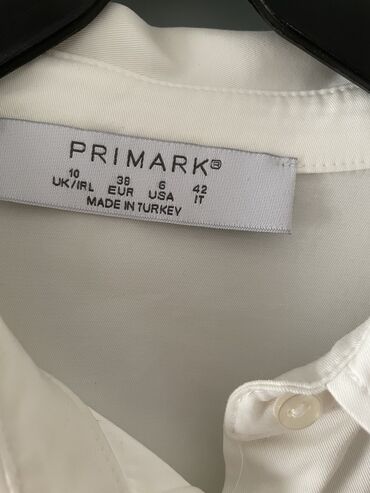 PRIMARK®
10 38 6 42
UK/IRL EUR USA IT
MADE IN TURKEY